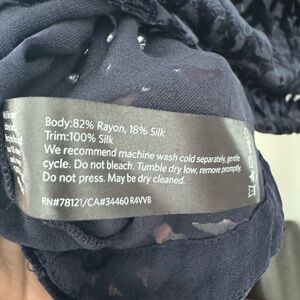 Body:82% Rayon, 18% Silk
Trim:100% Silk
We recommend machine wash cold separately, gentle
cycle. Do not bleach. Tumble dry low, remove promptly.
Do not press. May be dry cleaned.
RN#78121/CA#34460 R4VVB